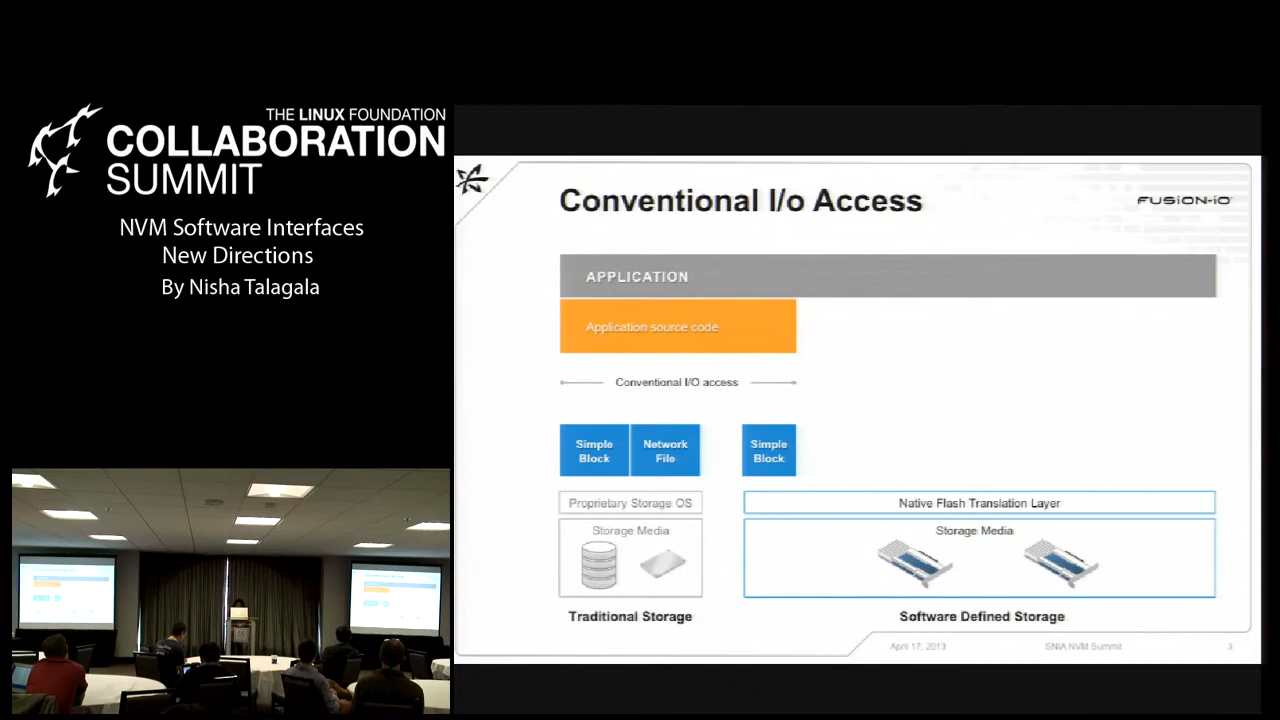 THE LINUX FOUNDATION
COLLABORATION
SUMMIT
NVM Software Interfaces
New Directions
By Nisha Talagala
Conventional I/o Access
FUSiON-iO
APPLICATION
Application source code
Conventional I/O access
Simple
Block
Network
File
Simple
Block
Proprietary Storage OS
Storage Media
Traditional Storage
Native Flash Translation Layer
Storage Media
Software Defined Storage
April 17, 2013
SNIA NVM Summit
3